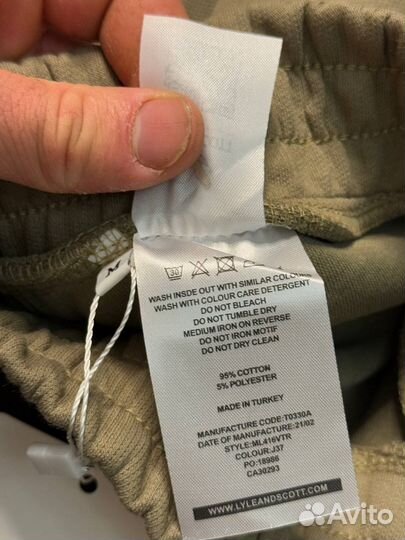 M
30
WASH INSIDE OUT WITH SIMILAR COLOURS
WASH WITH COLOUR CARE DETERGENT
DO NOT BLEACH
DO NOT TUMBLE DRY
MEDIUM IRON ON REVERSE
DO NOT IRON MOTIF
DO NOT DRY CLEAN
95% COTTON
5% POLYESTER
MADE IN TURKEY
MANUFACTURE CODE:T0330A
DATE OF MANUFACTURE:21/02
STYLE:ML416VTR
COLOUR:J37
PO:18986
CA30293
WWW.LYLEANDSCOTT.COM
Avito